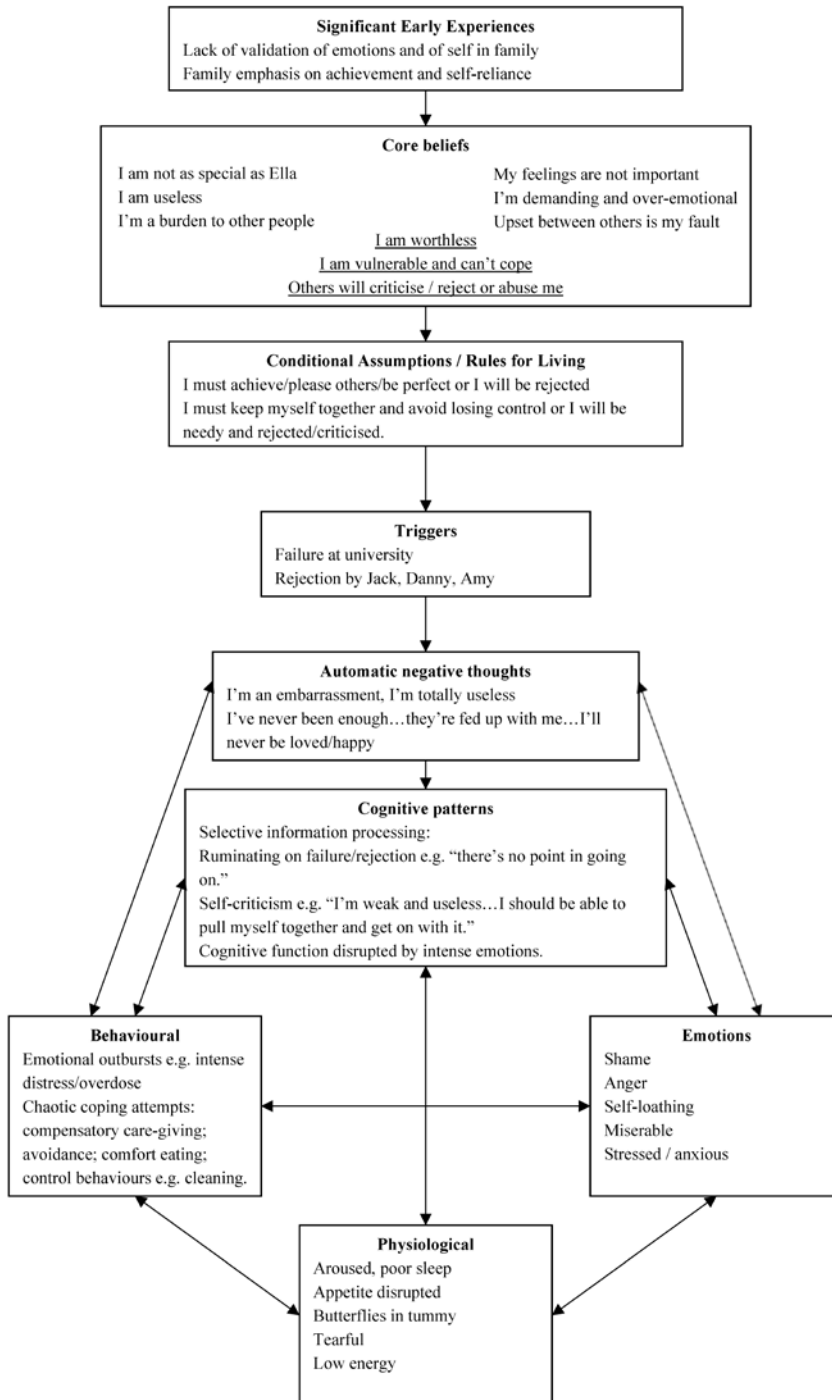 Significant Early Experiences
Lack of validation of emotions and of self in family
Family emphasis on achievement and self-reliance
Core beliefs
I am not as special as Ella
I am useless
I'm a burden to other people
My feelings are not important
I'm demanding and over-emotional
Upset between others is my fault
I am worthless
I am vulnerable and can't cope
Others will criticise / reject or abuse me
Conditional Assumptions / Rules for Living
I must achieve/please others/be perfect or I will be rejected
I must keep myself together and avoid losing control or I will be
needy and rejected/criticised.
Triggers
Failure at university
Rejection by Jack, Danny, Amy
Automatic negative thoughts
I'm an embarrassment, I'm totally useless
I've never been enough…they're fed up with me…I'll
never be loved/happy
Cognitive patterns
Selective information processing:
Ruminating on failure/rejection e.g. “there's no point in going
on.”
Self-criticism e.g. “I'm weak and useless…I should be able to
pull myself together and get on with it.”
Cognitive function disrupted by intense emotions.
Behavioural
Emotional outbursts e.g. intense
distress/overdose
Chaotic coping attempts:
compensatory care-giving;
avoidance; comfort eating;
control behaviours e.g. cleaning.
Emotions
Shame
Anger
Self-loathing
Miserable
Stressed / anxious
Physiological
Aroused, poor sleep
Appetite disrupted
Butterflies in tummy
Tearful
Low energy